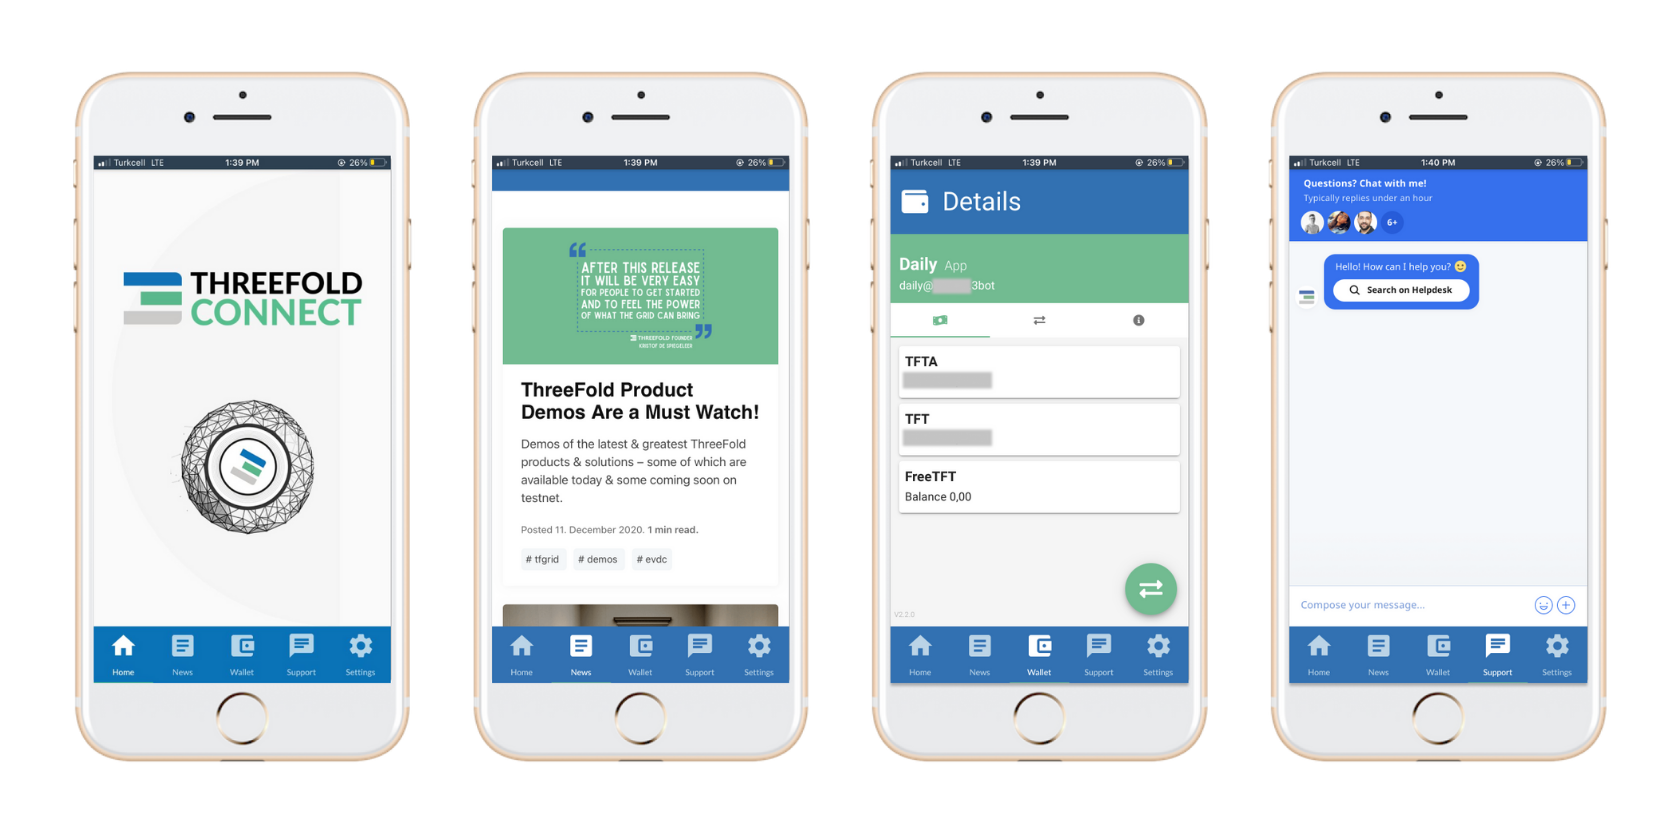 Turkcell LTE 1:39 PM 26%
THREEFOLD
CONNECT
Home News Wallet Support Settings
Turkcell LTE 1:39 PM 26%
“
AFTER THIS RELEASE
IT WILL BE VERY EASY
FOR PEOPLE TO GET STARTED
AND TO FEEL THE POWER
OF WHAT THE GRID CAN BRING
”
THREEFOLD FOUNDER
KRISTOF DE SPIEGELEER
ThreeFold Product
Demos Are a Must Watch!
Demos of the latest & greatest ThreeFold
products & solutions – some of which are
available today & some coming soon on
testnet.
Posted 11. December 2020. 1 min read.
# tfgrid # demos # evdc
Home News Wallet Support Settings
Turkcell LTE 1:39 PM 26%
Details
Daily App
daily@ 3bot
TFTA
TFT
FreeTFT
Balance 0,00
V2.2.0
Home News Wallet Support Settings
Turkcell LTE 1:40 PM 26%
Questions? Chat with me!
Typically replies under an hour
6+
Hello! How can I help you? 🙂
Search on Helpdesk
Compose your message...
Home News Wallet Support Settings